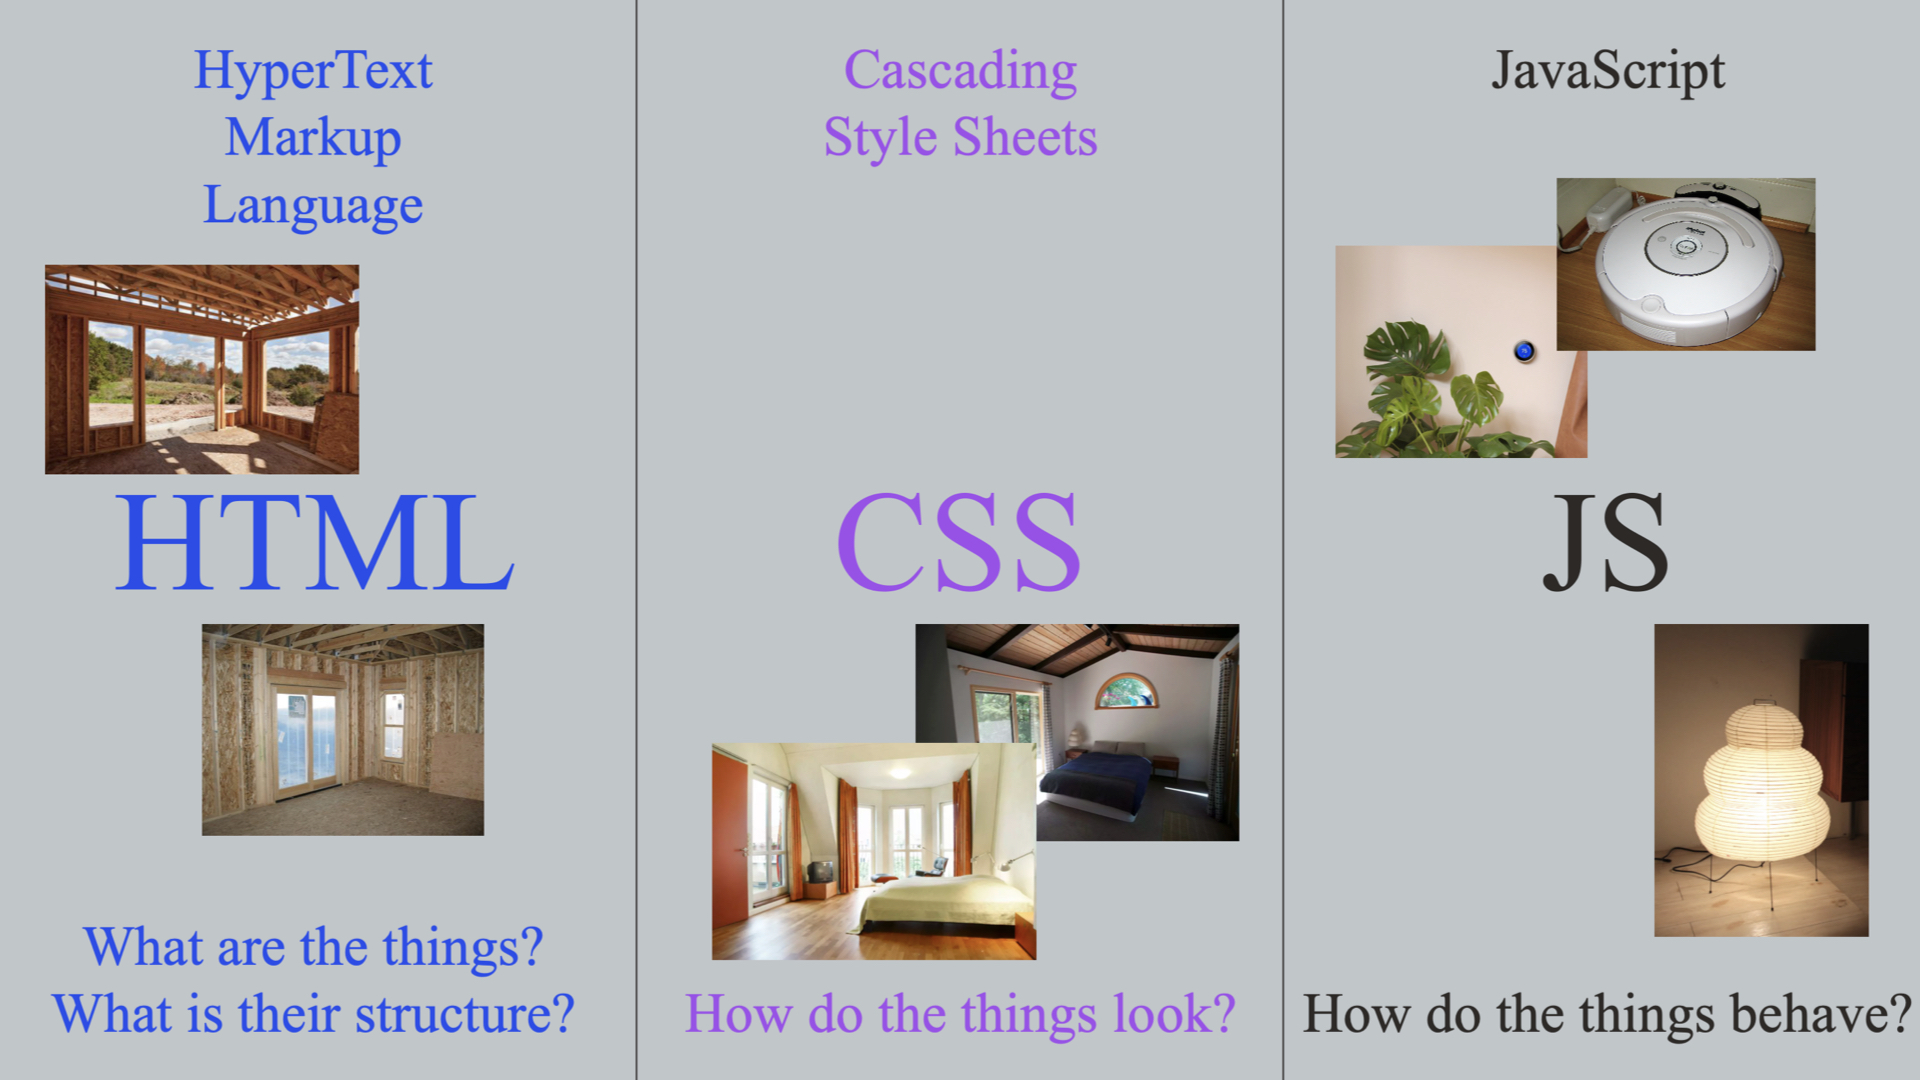 HyperText
Markup
Language
HTML
What are the things?
What is their structure?
Cascading
Style Sheets
CSS
How do the things look?
JavaScript
JS
How do the things behave?